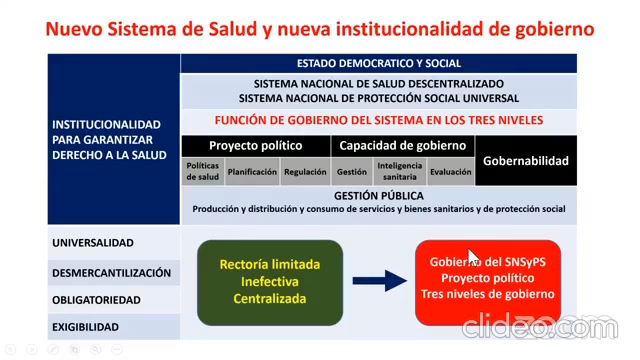 Nuevo Sistema de Salud y nueva institucionalidad de gobierno
INSTITUCIONALIDAD
PARA GARANTIZAR
DERECHO A LA SALUD
ESTADO DEMOCRATICO Y SOCIAL
SISTEMA NACIONAL DE SALUD DESCENTRALIZADO
SISTEMA NACIONAL DE PROTECCIÓN SOCIAL UNIVERSAL
FUNCIÓN DE GOBIERNO DEL SISTEMA EN LOS TRES NIVELES
Proyecto político
Capacidad de gobierno
Gobernabilidad
Políticas
de salud
Planificación
Regulación
Gestión
Inteligencia
sanitaria
Evaluación
GESTIÓN PÚBLICA
Producción y distribución y consumo de servicios y bienes sanitarios y de protección social
UNIVERSALIDAD
DESMERCANTILIZACIÓN
OBLIGATORIEDAD
EXIGIBILIDAD
Rectoría limitada
Inefectiva
Centralizada
Gobierno del SNSyPS
Proyecto político
Tres niveles de gobierno
clideo.com